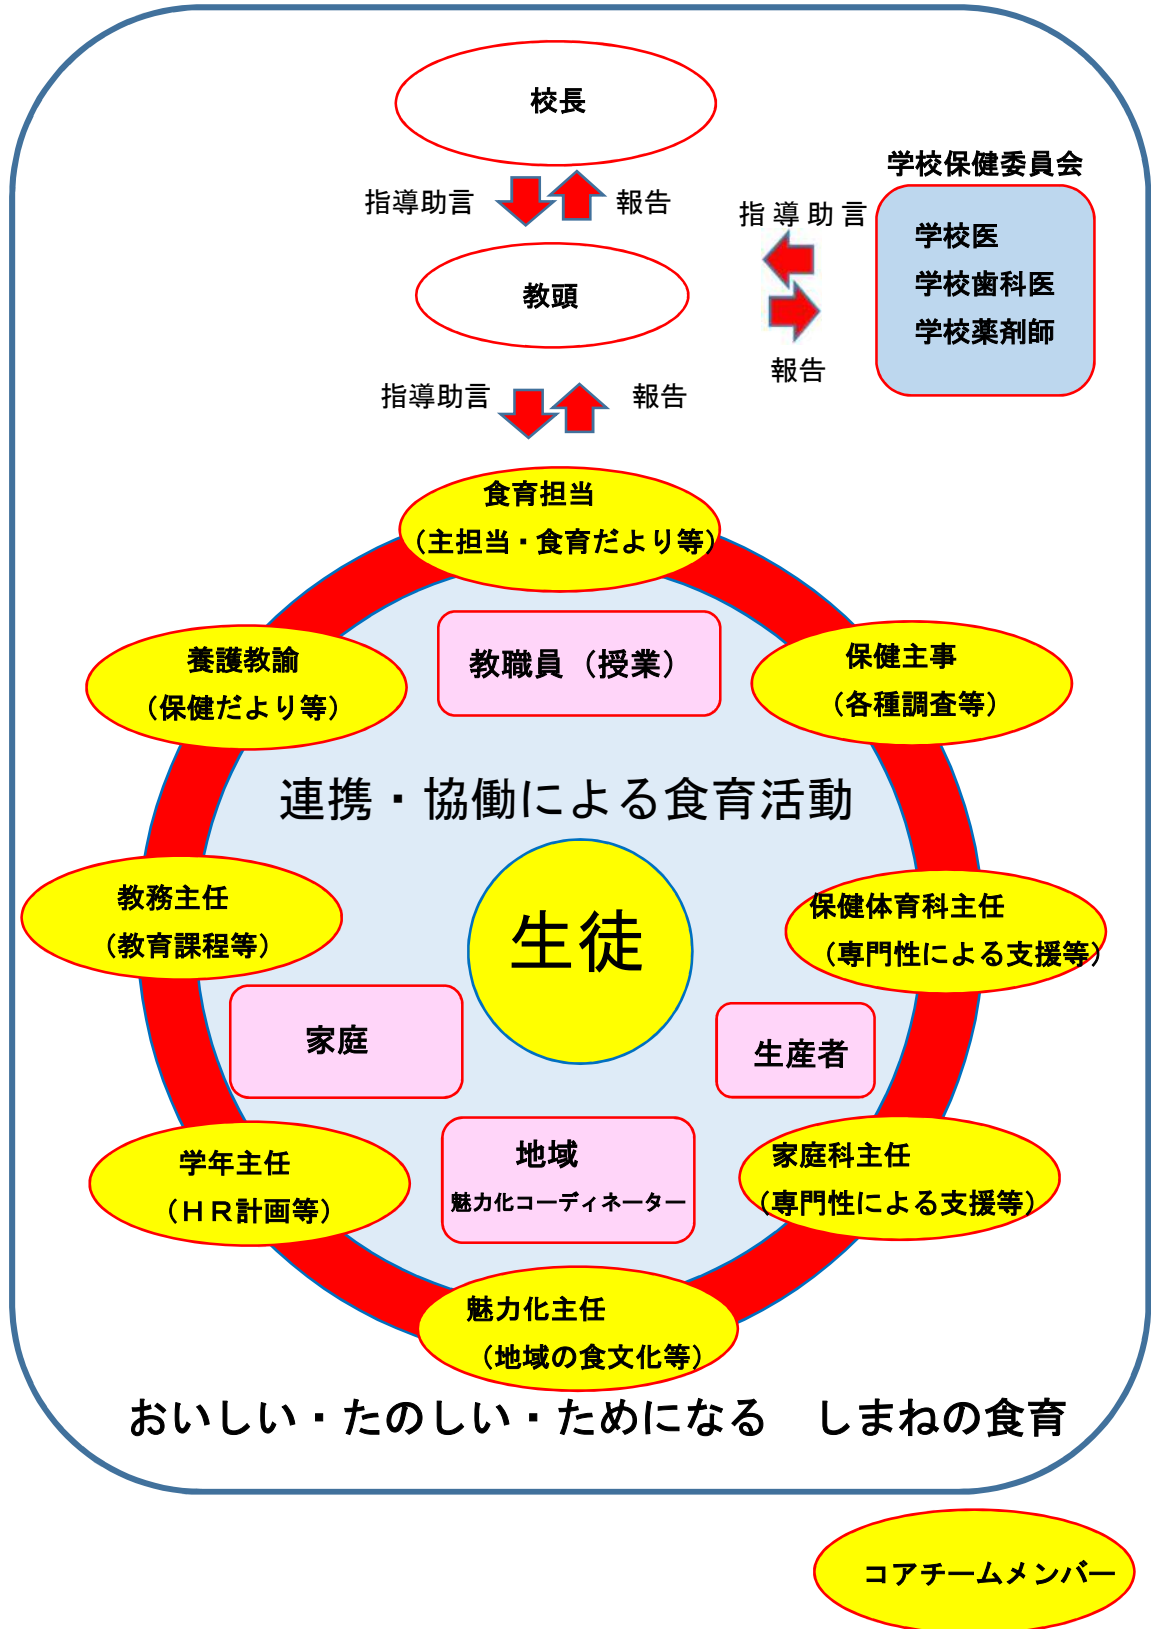 校長
学校保健委員会
指導助言
報告
指導助言
学校医
学校歯科医
学校薬剤師
教頭
報告
指導助言
報告
食育担当
（主担当・食育だより等）
教職員（授業）
養護教諭
（保健だより等）
保健主事
（各種調査等）
連携・協働による食育活動
生徒
教務主任
（教育課程等）
保健体育科主任
（専門性による支援等）
家庭
生産者
地域
魅力化コーディネーター
学年主任
（ＨＲ計画等）
家庭科主任
（専門性による支援等）
魅力化主任
（地域の食文化等）
おいしい・たのしい・ためになる　しまねの食育
コアチームメンバー